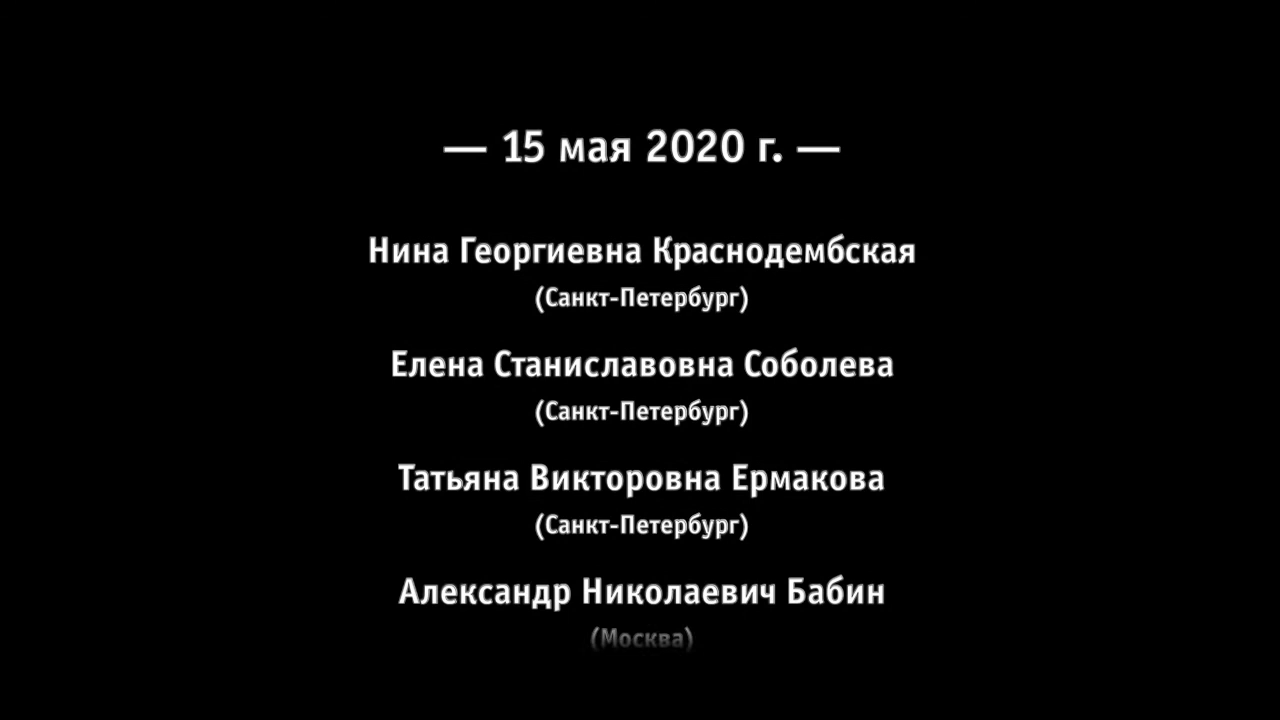 — 15 мая 2020 г. —
Нина Георгиевна Краснодембская
(Санкт-Петербург)
Елена Станиславовна Соболева
(Санкт-Петербург)
Татьяна Викторовна Ермакова
(Санкт-Петербург)
Александр Николаевич Бабин
(Москва)